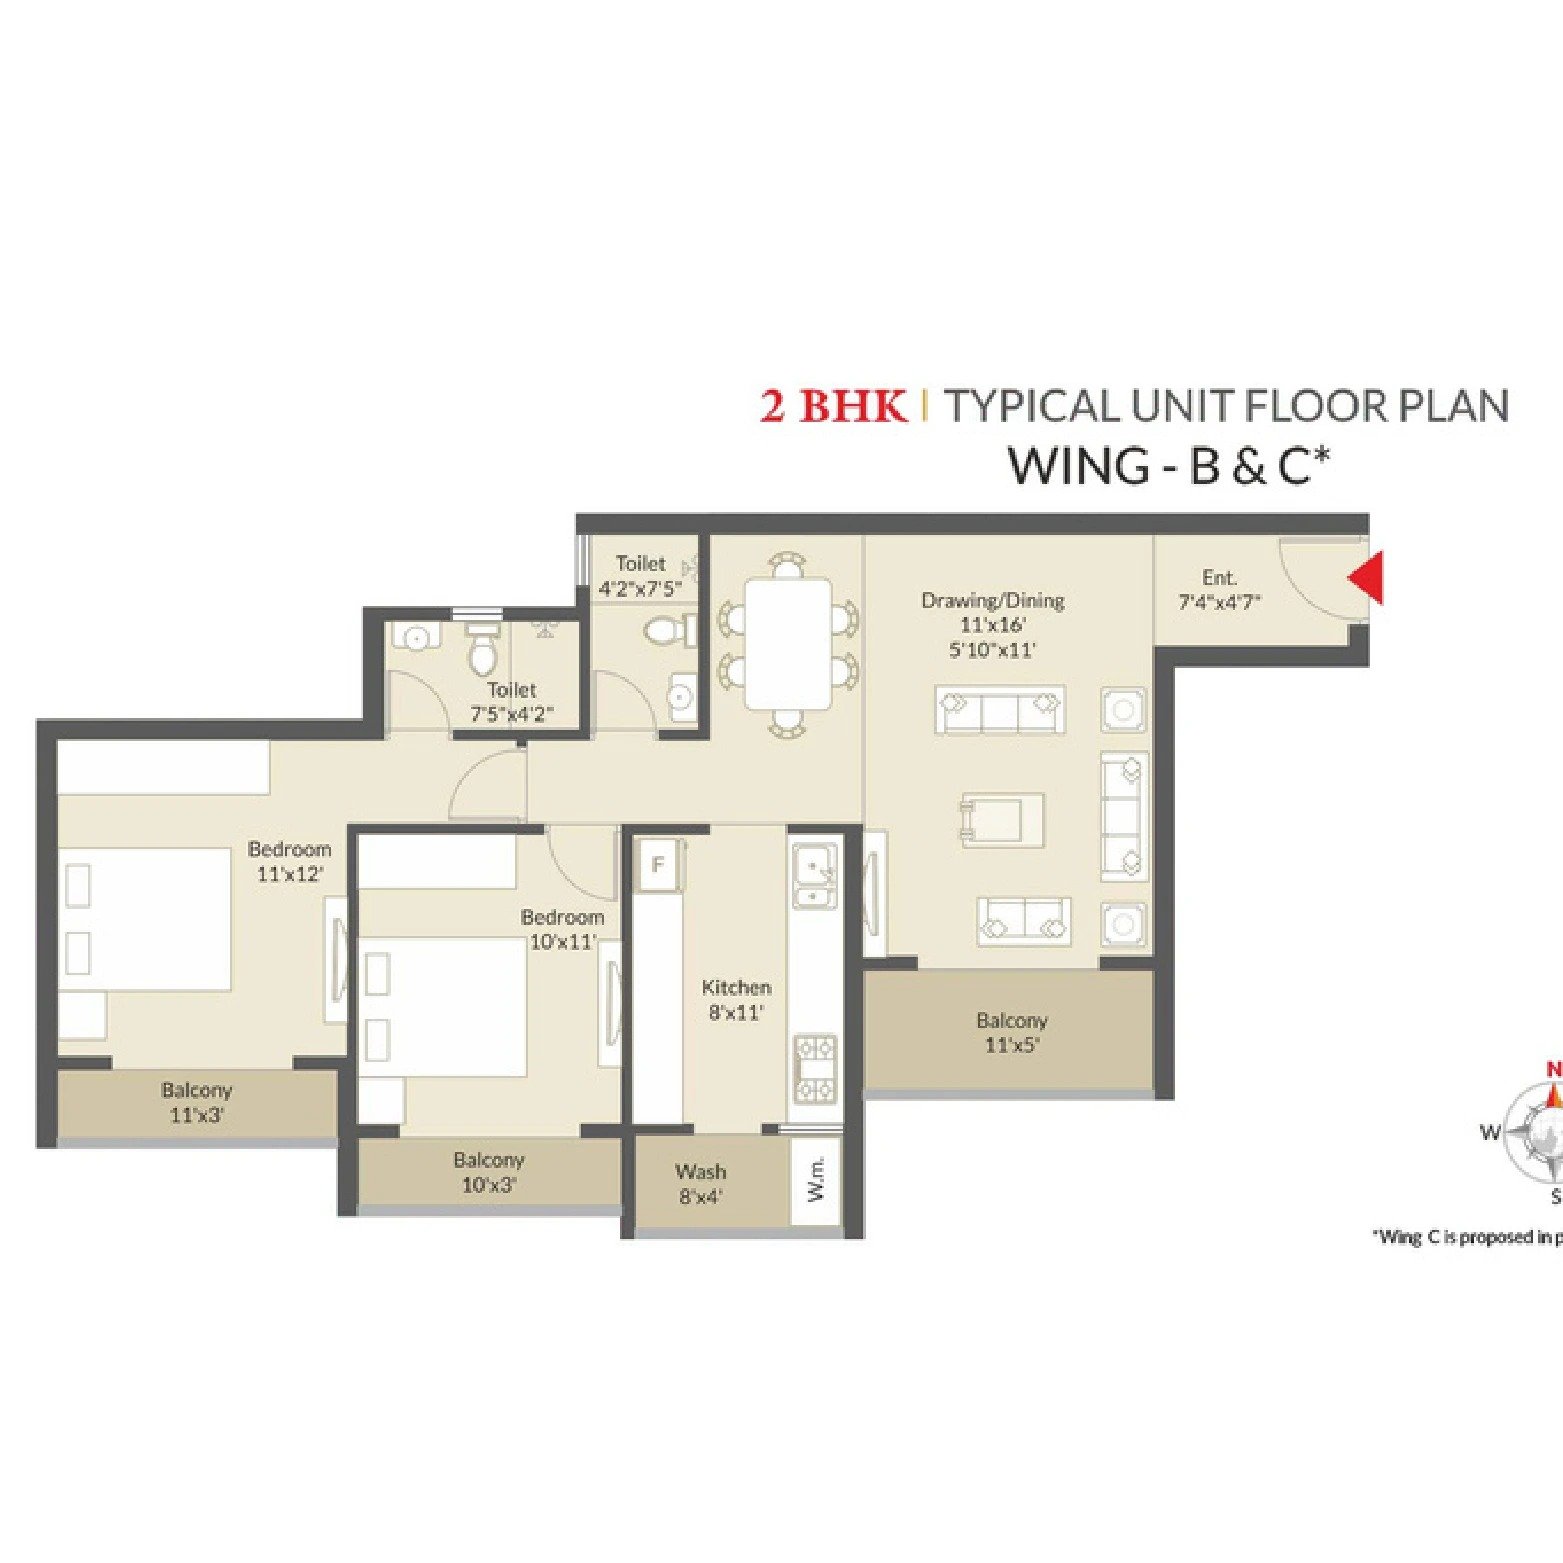 2 BHK | TYPICAL UNIT FLOOR PLAN
WING - B & C*
Toilet
4'2"x7'5"
Ent.
7'4"x4'7"
Drawing/Dining
11'x16'
5'10"x11'
Toilet
7'5"x4'2"
Bedroom
11'x12'
F
Bedroom
10'x11'
Kitchen
8'x11'
Balcony
11'x5'
Balcony
11'x3'
Balcony
10'x3'
Wash
8'x4'
W.m.
N
W
S
*Wing C is proposed in p